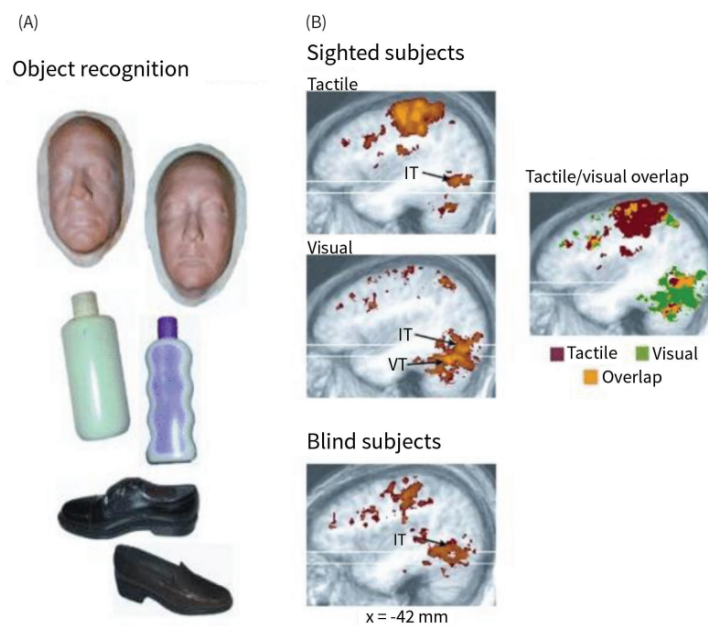 (A)
Object recognition
(B)
Sighted subjects
Tactile
IT
Visual
IT
VT
Tactile/visual overlap
Tactile Visual
Overlap
Blind subjects
IT
x = -42 mm